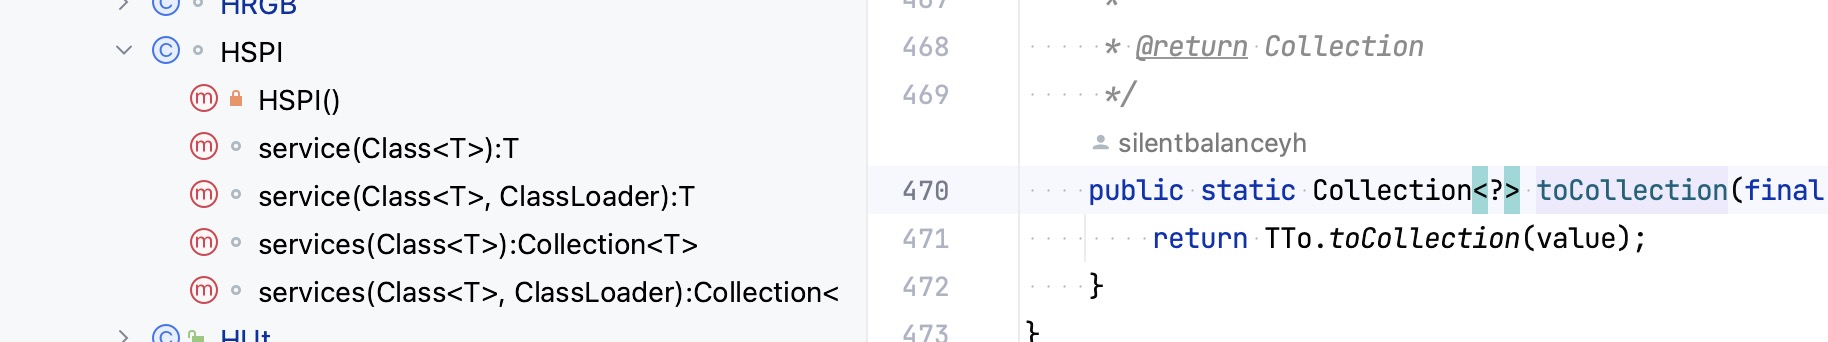 HRGB
HSPI
HSPI()
service(Class<T>):T
service(Class<T>, ClassLoader):T
services(Class<T>):Collection<T>
services(Class<T>, ClassLoader):Collection<
HUt
467 *
468 * @return Collection
469 */
silentbalanceyh
470 public static Collection<?> toCollection(final
471 return TTo.toCollection(value);
472 }
473 }